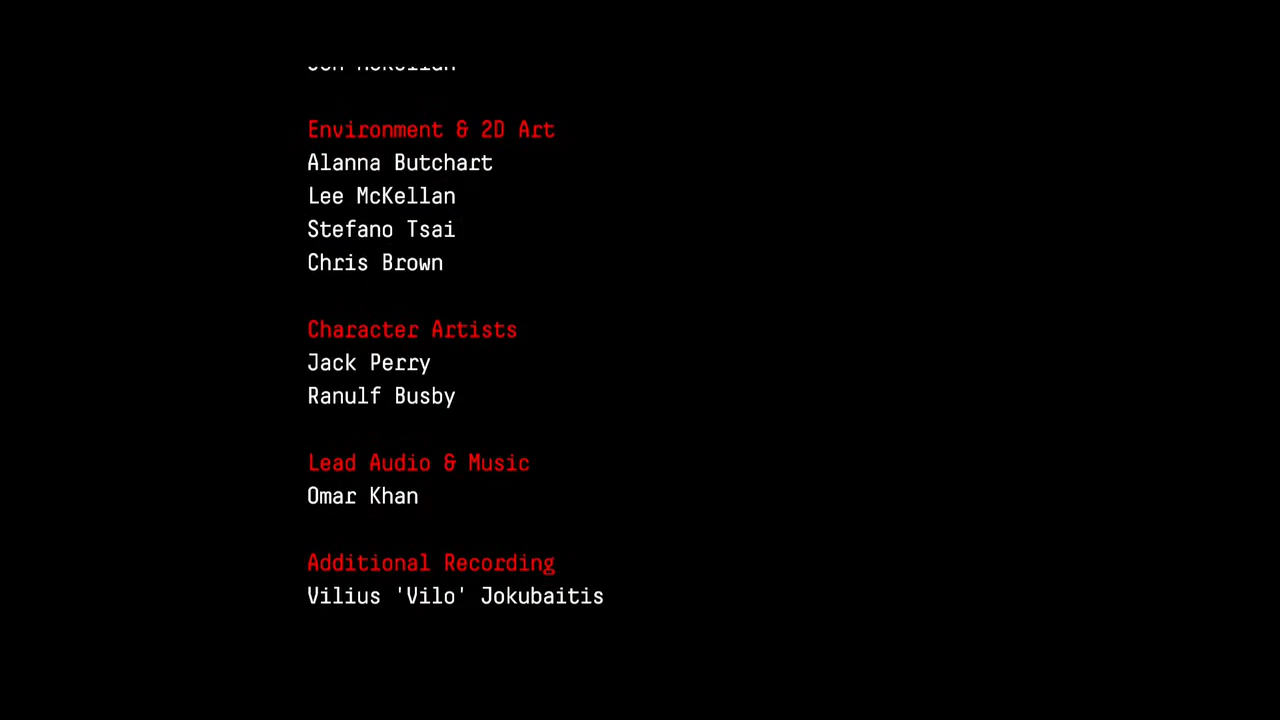 McKellan
Environment & 2D Art
Alanna Butchart
Lee McKellan
Stefano Tsai
Chris Brown
Character Artists
Jack Perry
Ranulf Busby
Lead Audio & Music
Omar Khan
Additional Recording
Vilius 'Vilo' Jokubaitis